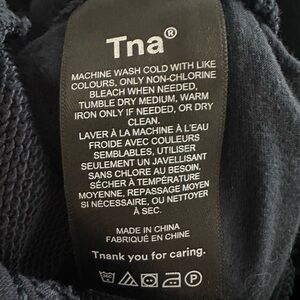 Tna®
MACHINE WASH COLD WITH LIKE
COLOURS, ONLY NON-CHLORINE
BLEACH WHEN NEEDED,
TUMBLE DRY MEDIUM, WARM
IRON ONLY IF NEEDED, OR DRY
CLEAN.
LAVER À LA MACHINE À L'EAU
FROIDE AVEC COULEURS
SEMBLABLES, UTILISER
SEULEMENT UN JAVELLISANT
SANS CHLORE AU BESOIN,
SÉCHER À TEMPÉRATURE
MOYENNE, REPASSAGE MOYEN
SI NÉCESSAIRE, OU NETTOYER
À SEC.
MADE IN CHINA
FABRIQUÉ EN CHINE
Tnank you for caring.